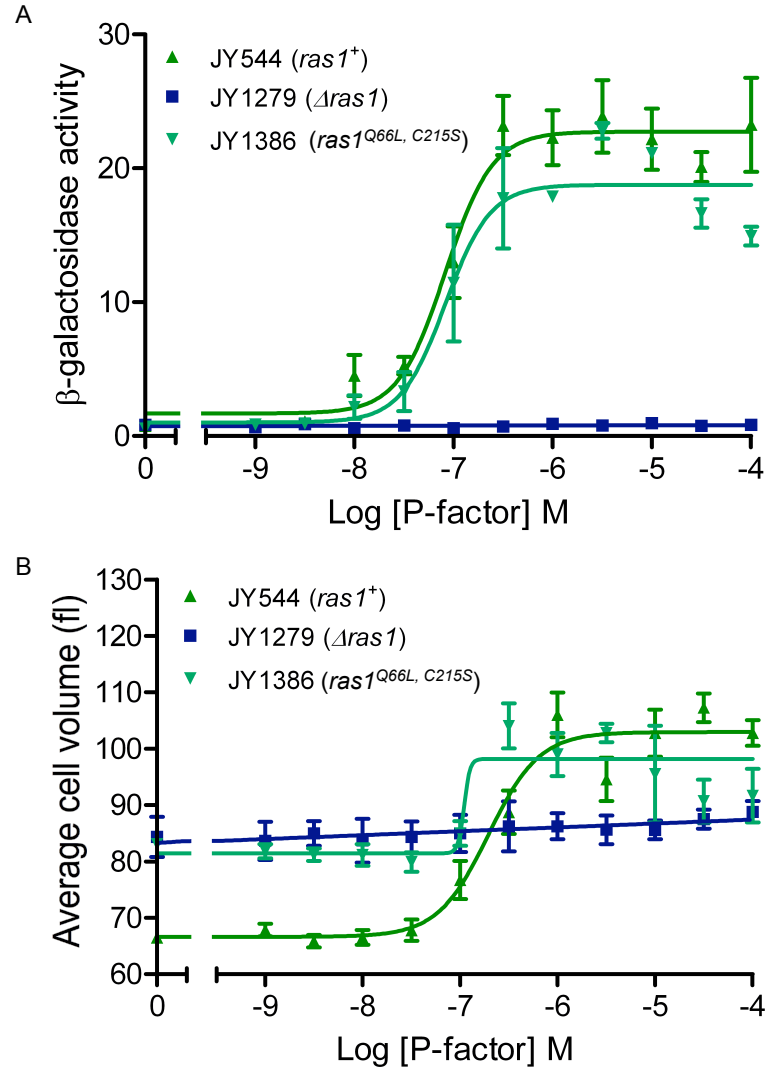 A
β-galactosidase activity
30
20
10
0
JY544 (ras1+)
JY1279 (Δras1)
JY1386 (ras1Q66L, C215S)
0 -9 -8 -7 -6 -5 -4
Log [P-factor] M
B
Average cell volume (fl)
130
120
110
100
90
80
70
60
JY544 (ras1+)
JY1279 (Δras1)
JY1386 (ras1Q66L, C215S)
0 -9 -8 -7 -6 -5 -4
Log [P-factor] M